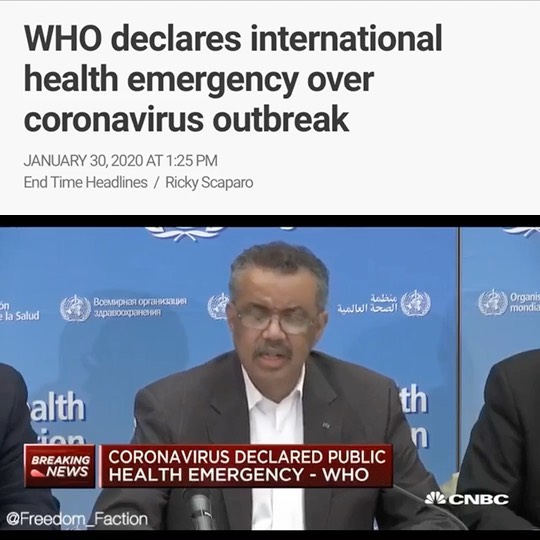 WHO declares international
health emergency over
coronavirus outbreak
JANUARY 30, 2020 AT 1:25 PM
End Time Headlines / Ricky Scaparo
de la Salud
Всемирная организация
здравоохранения
منظمة
الصحة العالمية
Organis
mondia
alth
th
BREAKING
NEWS
CORONAVIRUS DECLARED PUBLIC
HEALTH EMERGENCY - WHO
CNBC
@Freedom_Faction